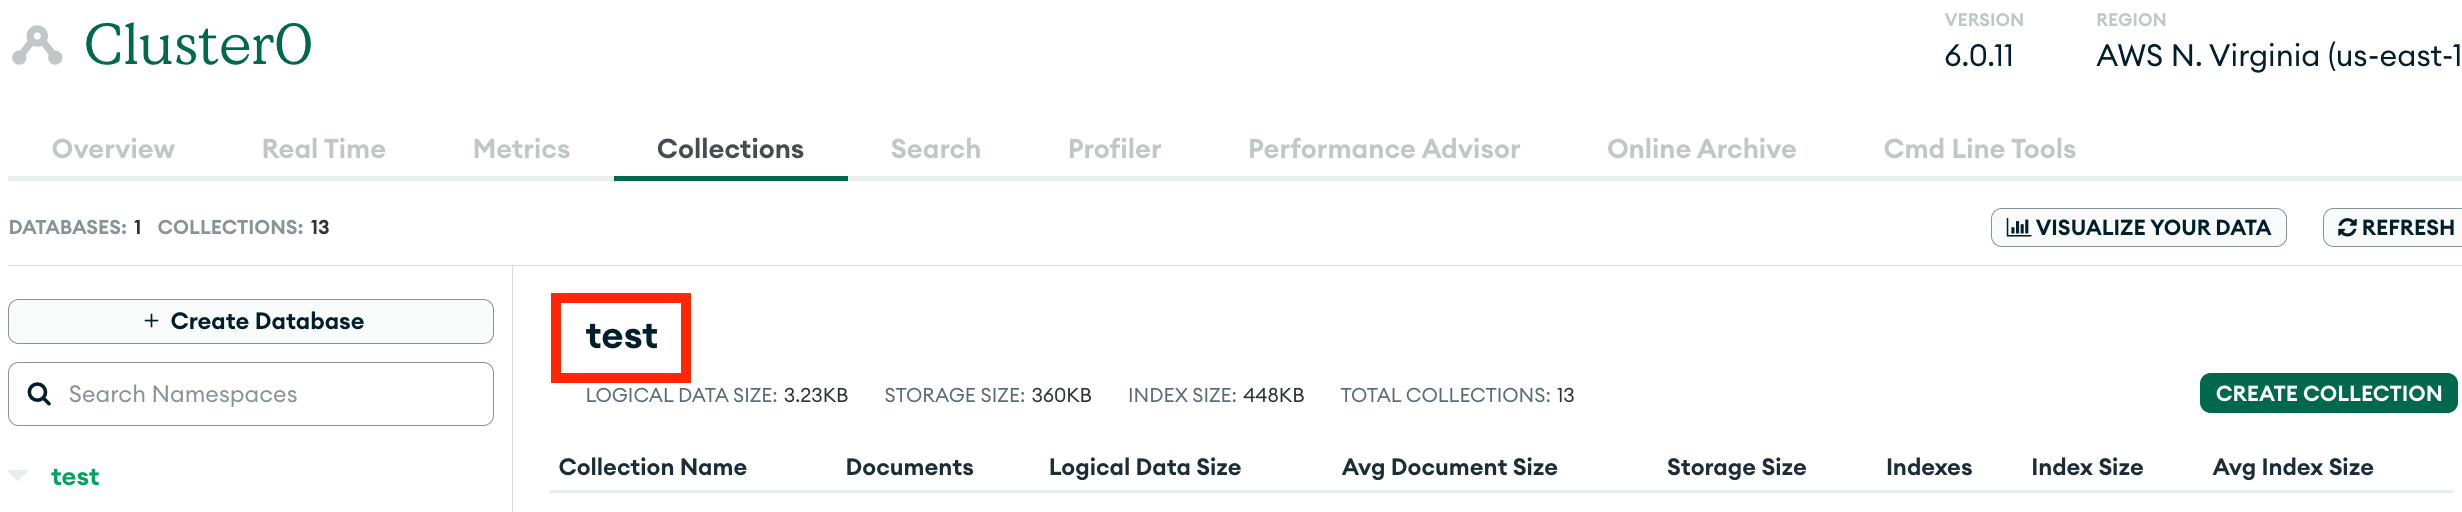 Cluster0
VERSION
6.0.11
REGION
AWS N. Virginia (us-east-1
Overview Real Time Metrics Collections Search Profiler Performance Advisor Online Archive Cmd Line Tools
DATABASES: 1 COLLECTIONS: 13
VISUALIZE YOUR DATA
REFRESH
+ Create Database
Search Namespaces
test
test
LOGICAL DATA SIZE: 3.23KB STORAGE SIZE: 360KB INDEX SIZE: 448KB TOTAL COLLECTIONS: 13
CREATE COLLECTION
Collection Name Documents Logical Data Size Avg Document Size Storage Size Indexes Index Size Avg Index Size